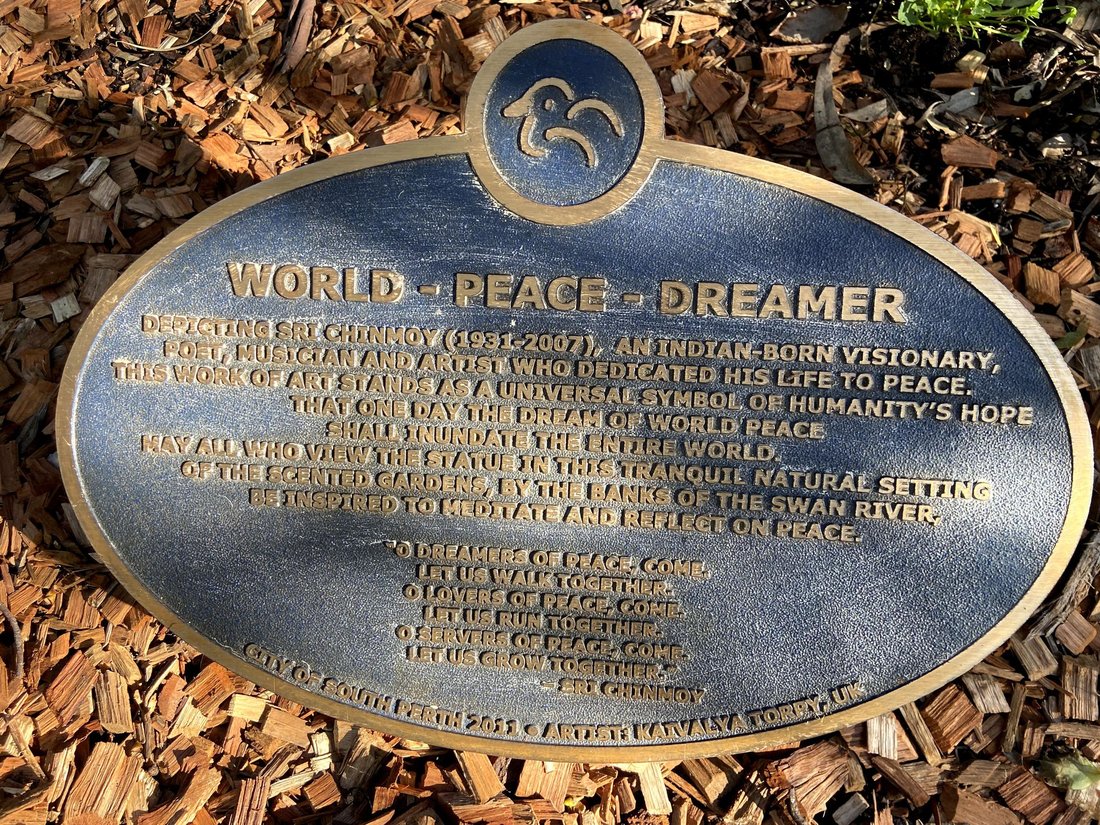 WORLD - PEACE - DREAMER
DEPICTING SRI CHINMOY (1931-2007), AN INDIAN-BORN VISIONARY,
POET, MUSICIAN AND ARTIST WHO DEDICATED HIS LIFE TO PEACE.
THIS WORK OF ART STANDS AS A UNIVERSAL SYMBOL OF HUMANITY'S HOPE
THAT ONE DAY THE DREAM OF WORLD PEACE
SHALL INUNDATE THE ENTIRE WORLD.
MAY ALL WHO VIEW THE STATUE IN THIS TRANQUIL NATURAL SETTING
OF THE SCENTED GARDENS, BY THE BANKS OF THE SWAN RIVER,
BE INSPIRED TO MEDITATE AND REFLECT ON PEACE.
"O DREAMERS OF PEACE, COME.
LET US WALK TOGETHER.
O LOVERS OF PEACE, COME.
LET US RUN TOGETHER.
O SERVERS OF PEACE, COME.
LET US GROW TOGETHER."
- SRI CHINMOY
CITY OF SOUTH PERTH 2011 • ARTIST: KAIVALYA TORPY, UK